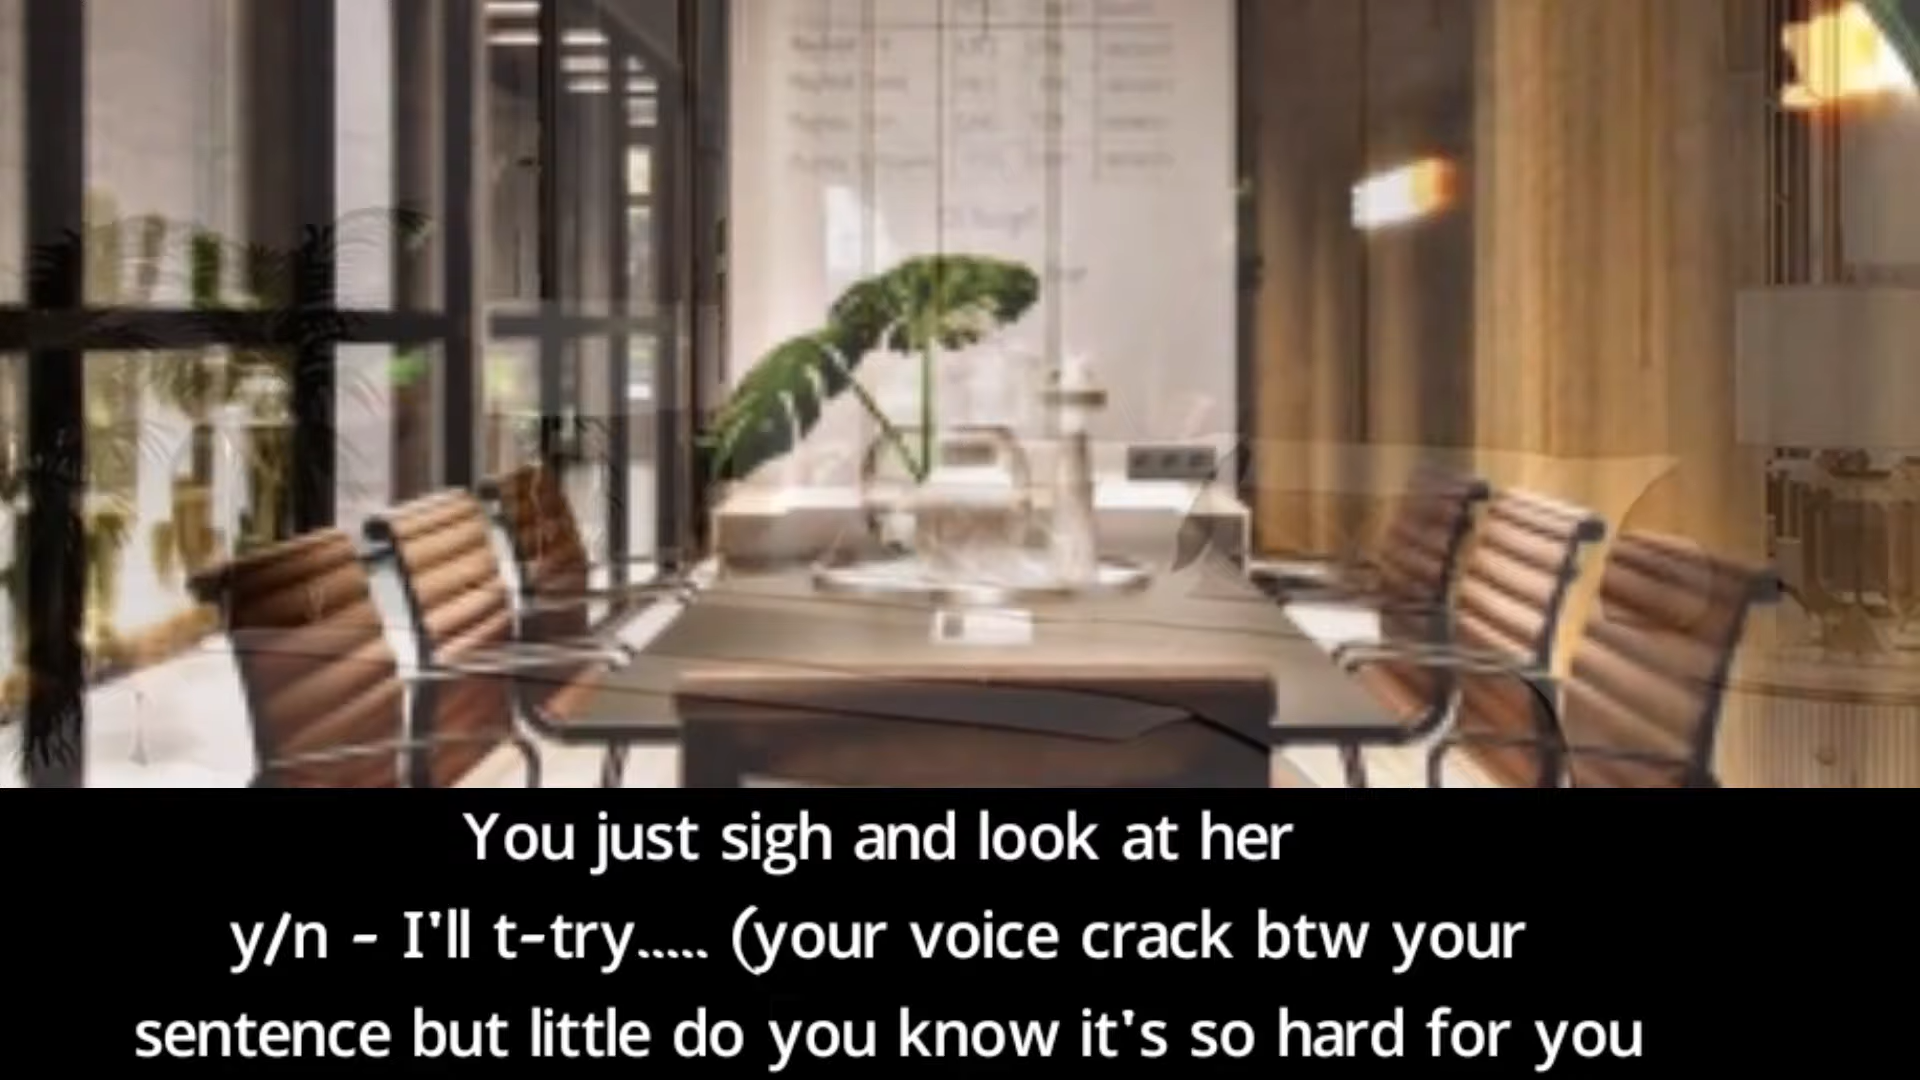 You just sigh and look at her
y/n - I'll t-try..... (your voice crack btw your
sentence but little do you know it's so hard for you